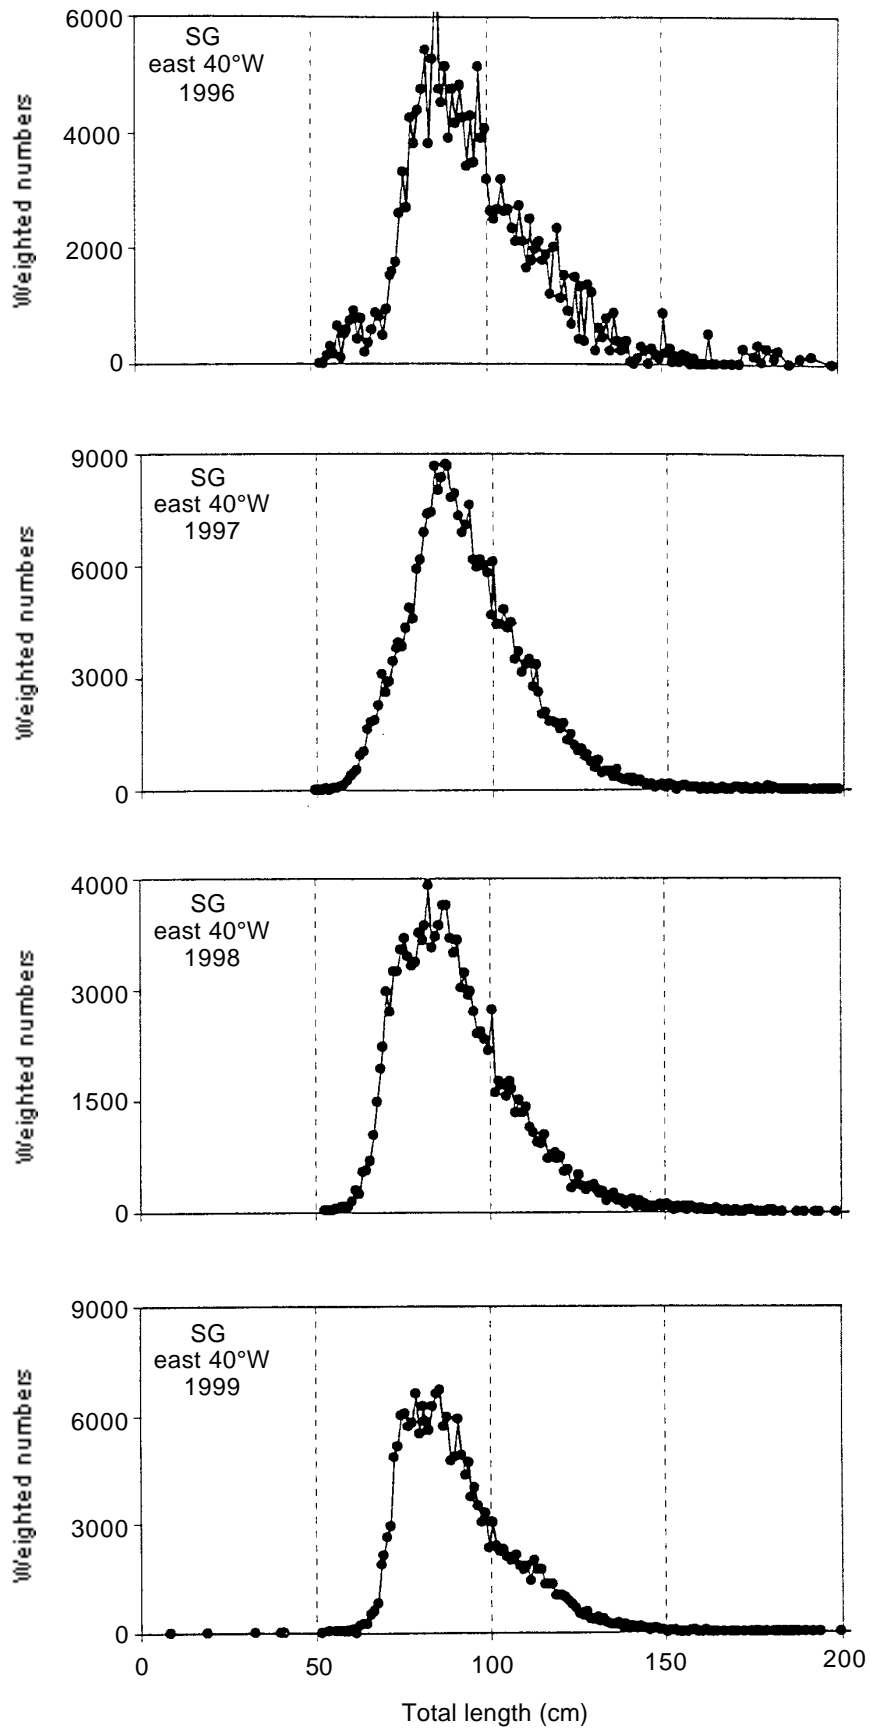 6000
SG
east 40°W
1996
4000
2000
0
Weighted numbers
9000
SG
east 40°W
1997
6000
3000
0
Weighted numbers
4000
SG
east 40°W
1998
3000
1500
0
Weighted numbers
9000
SG
east 40°W
1999
6000
3000
0
Weighted numbers
0 50 100 150 200
Total length (cm)